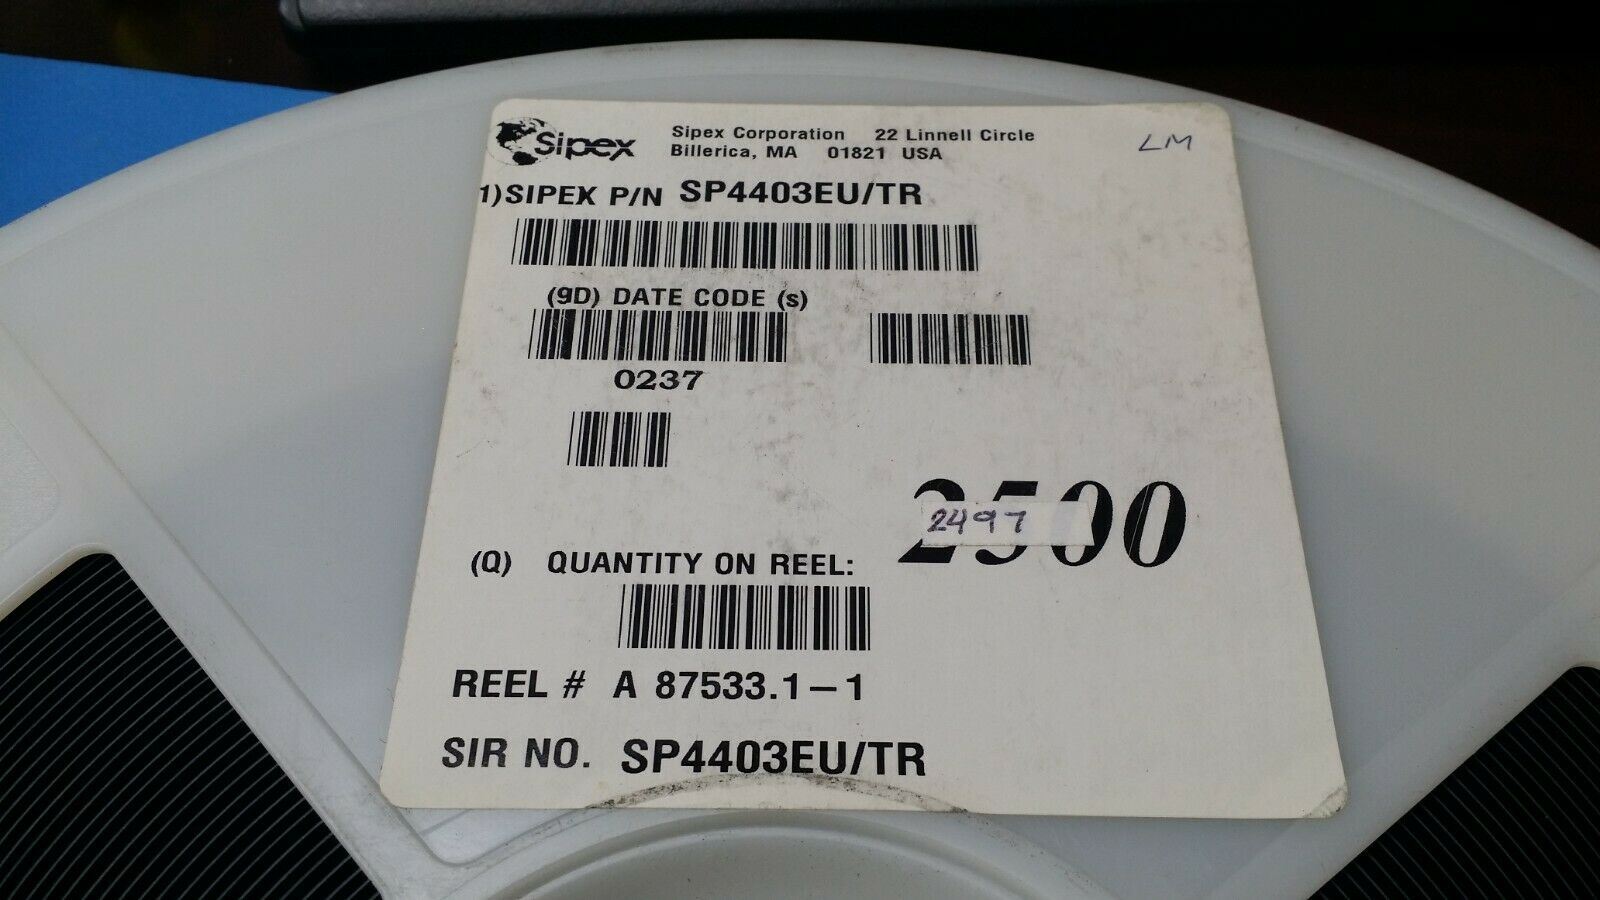 Sipex
Sipex Corporation 22 Linnell Circle
Billerica, MA 01821 USA
LM
1)SIPEX P/N SP4403EU/TR
(9D) DATE CODE (s)
0237
2500
2497
(Q) QUANTITY ON REEL:
REEL # A 87533.1-1
SIR NO. SP4403EU/TR